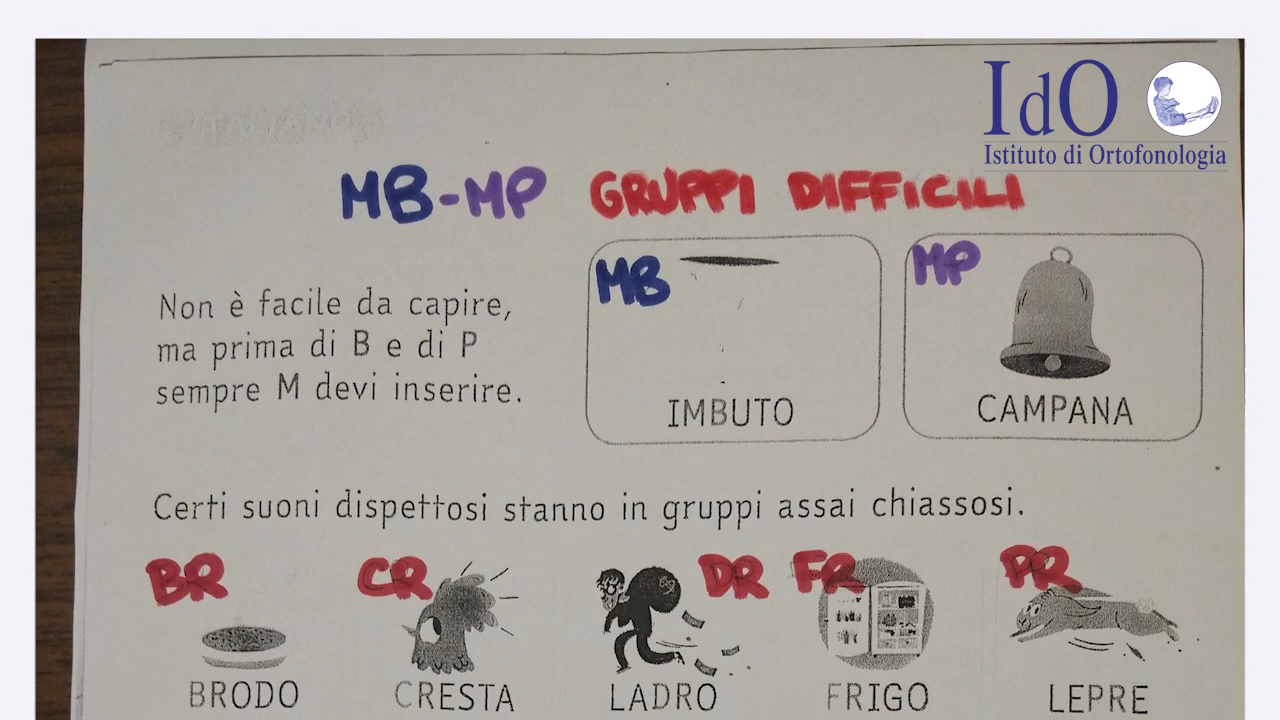 IdO
Istituto di Ortofonologia
MB-MP GRUPPI DIFFICILI
Non è facile da capire,
ma prima di B e di P
sempre M devi inserire.
MB
IMBUTO
MP
CAMPANA
Certi suoni dispettosi stanno in gruppi assai chiassosi.
BR
CR
DR
FR
PR
BRODO
CRESTA
LADRO
FRIGO
LEPRE